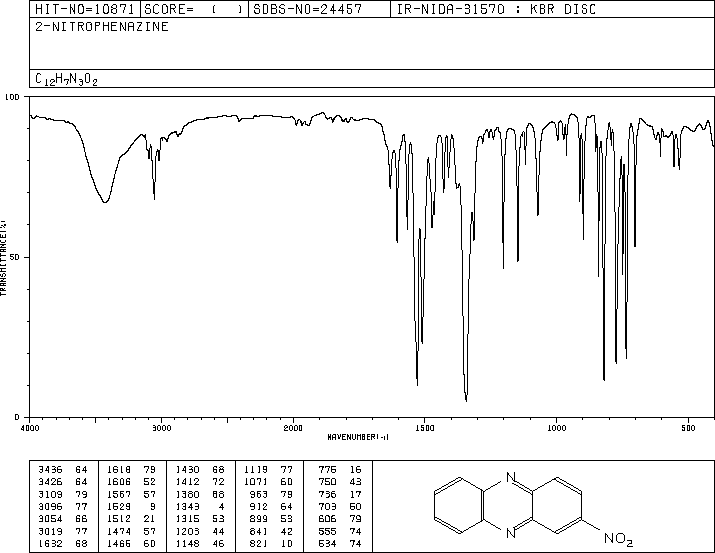 HIT-NO=10871 SCORE= ( ) SDBS-NO=24457 IR-NIDA-31570 : KBR DISC
2-NITROPHENAZINE
C12H7N3O2
100
50
0
TRANSMITTANCE(%)
4000 3000 2000 1500 1000 500
WAVENUMBER(-1)
3436 64 1618 79 1430 68 1119 77 776 16
3426 64 1606 52 1412 72 1071 60 750 43
3109 79 1567 57 1380 68 963 79 736 17
3096 77 1529 9 1343 4 912 64 703 50
3054 66 1512 21 1315 53 899 53 606 79
3019 77 1474 57 1203 44 841 42 555 74
1632 68 1466 60 1148 46 821 10 534 74
N
N
NO2